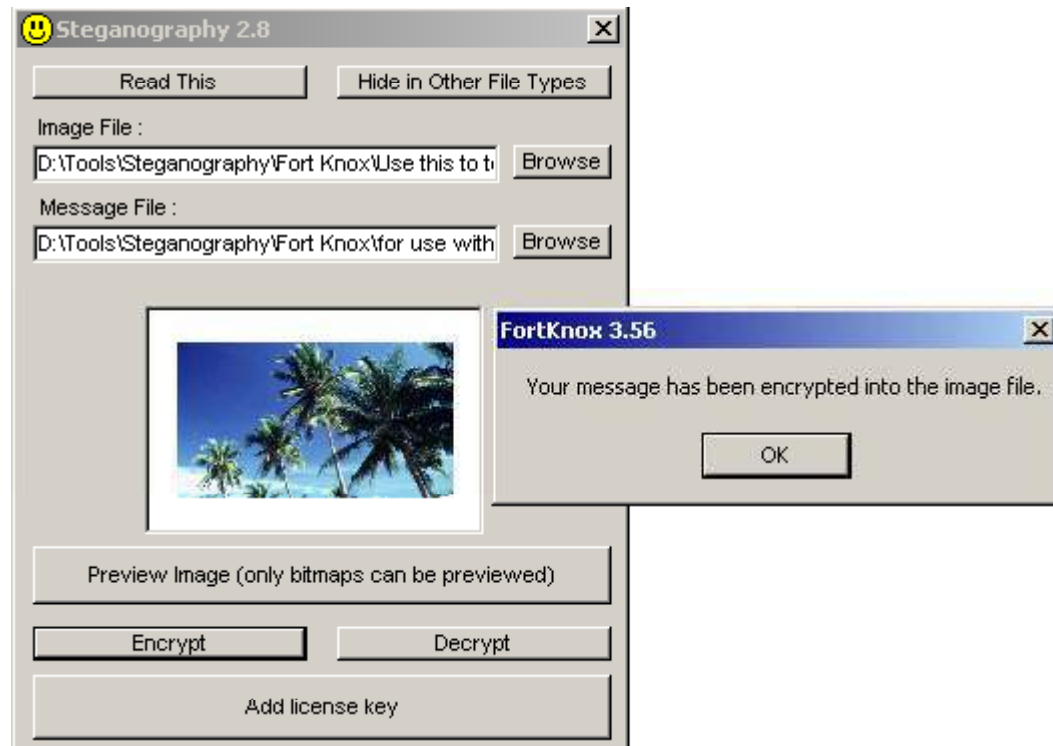 Steganography 2.8
Read This
Hide in Other File Types
Image File :
D:\Tools\Steganography\Fort Knox\Use this to
Browse
Message File :
D:\Tools\Steganography\Fort Knox\for use with
Browse
FortKnox 3.56
Your message has been encrypted into the image file.
OK
Preview Image (only bitmaps can be previewed)
Encrypt
Decrypt
Add license key